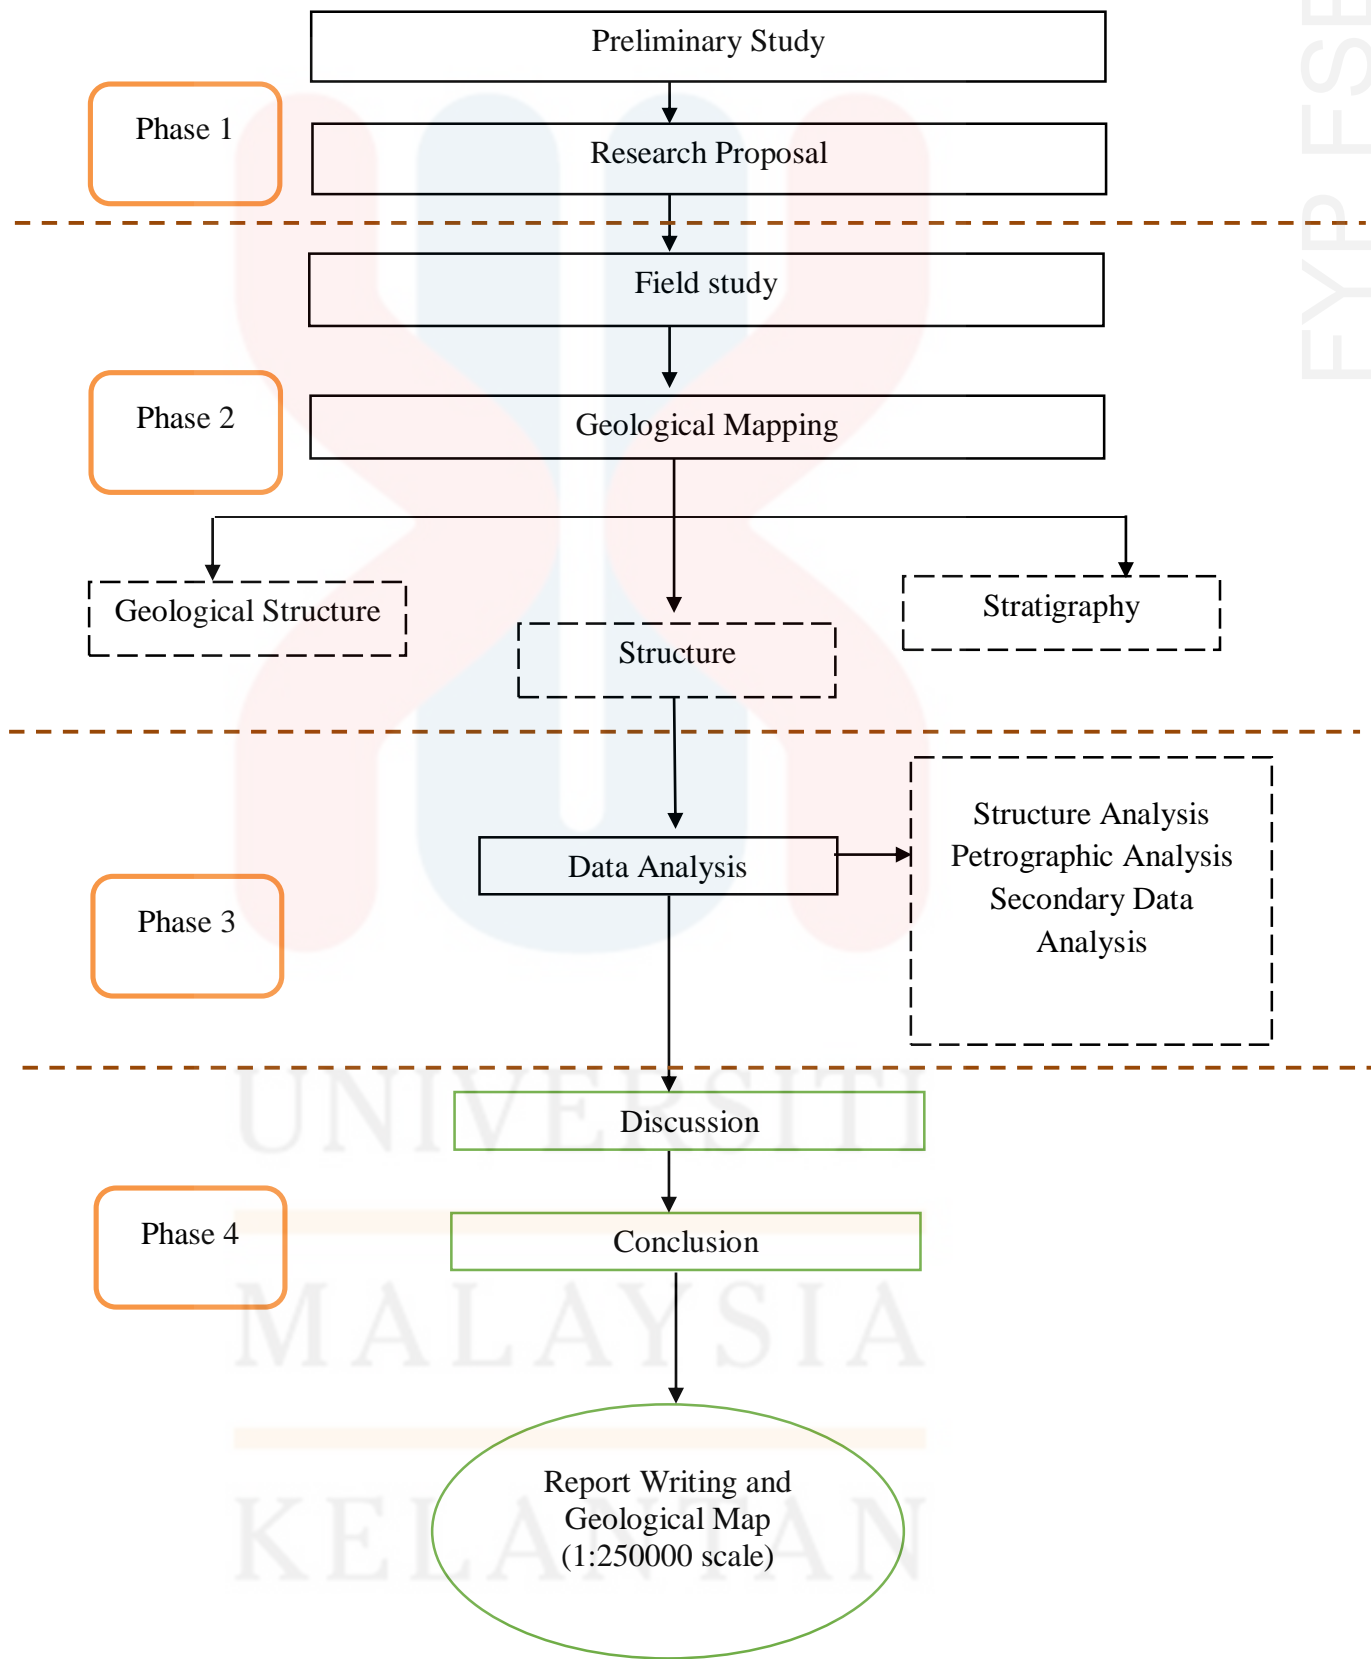 Preliminary Study
Phase 1
Research Proposal
Field study
Phase 2
Geological Mapping
Geological Structure
Structure
Stratigraphy
Structure Analysis
Petrographic Analysis
Secondary Data
Analysis
Data Analysis
Phase 3
Discussion
Phase 4
Conclusion
Report Writing and
Geological Map
(1:250000 scale)
UNIVERSITI
MALAYSIA
KELANTAN
FYP FSB